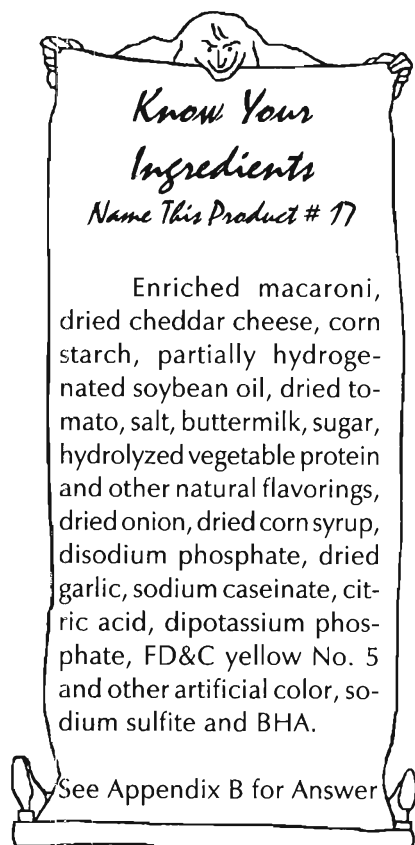 Know Your
Ingredients
Name This Product # 17
Enriched macaroni,
dried cheddar cheese, corn
starch, partially hydroge-
nated soybean oil, dried to-
mato, salt, buttermilk, sugar,
hydrolyzed vegetable protein
and other natural flavorings,
dried onion, dried corn syrup,
disodium phosphate, dried
garlic, sodium caseinate, cit-
ric acid, dipotassium phos-
phate, FD&C yellow No. 5
and other artificial color, so-
dium sulfite and BHA.
See Appendix B for Answer